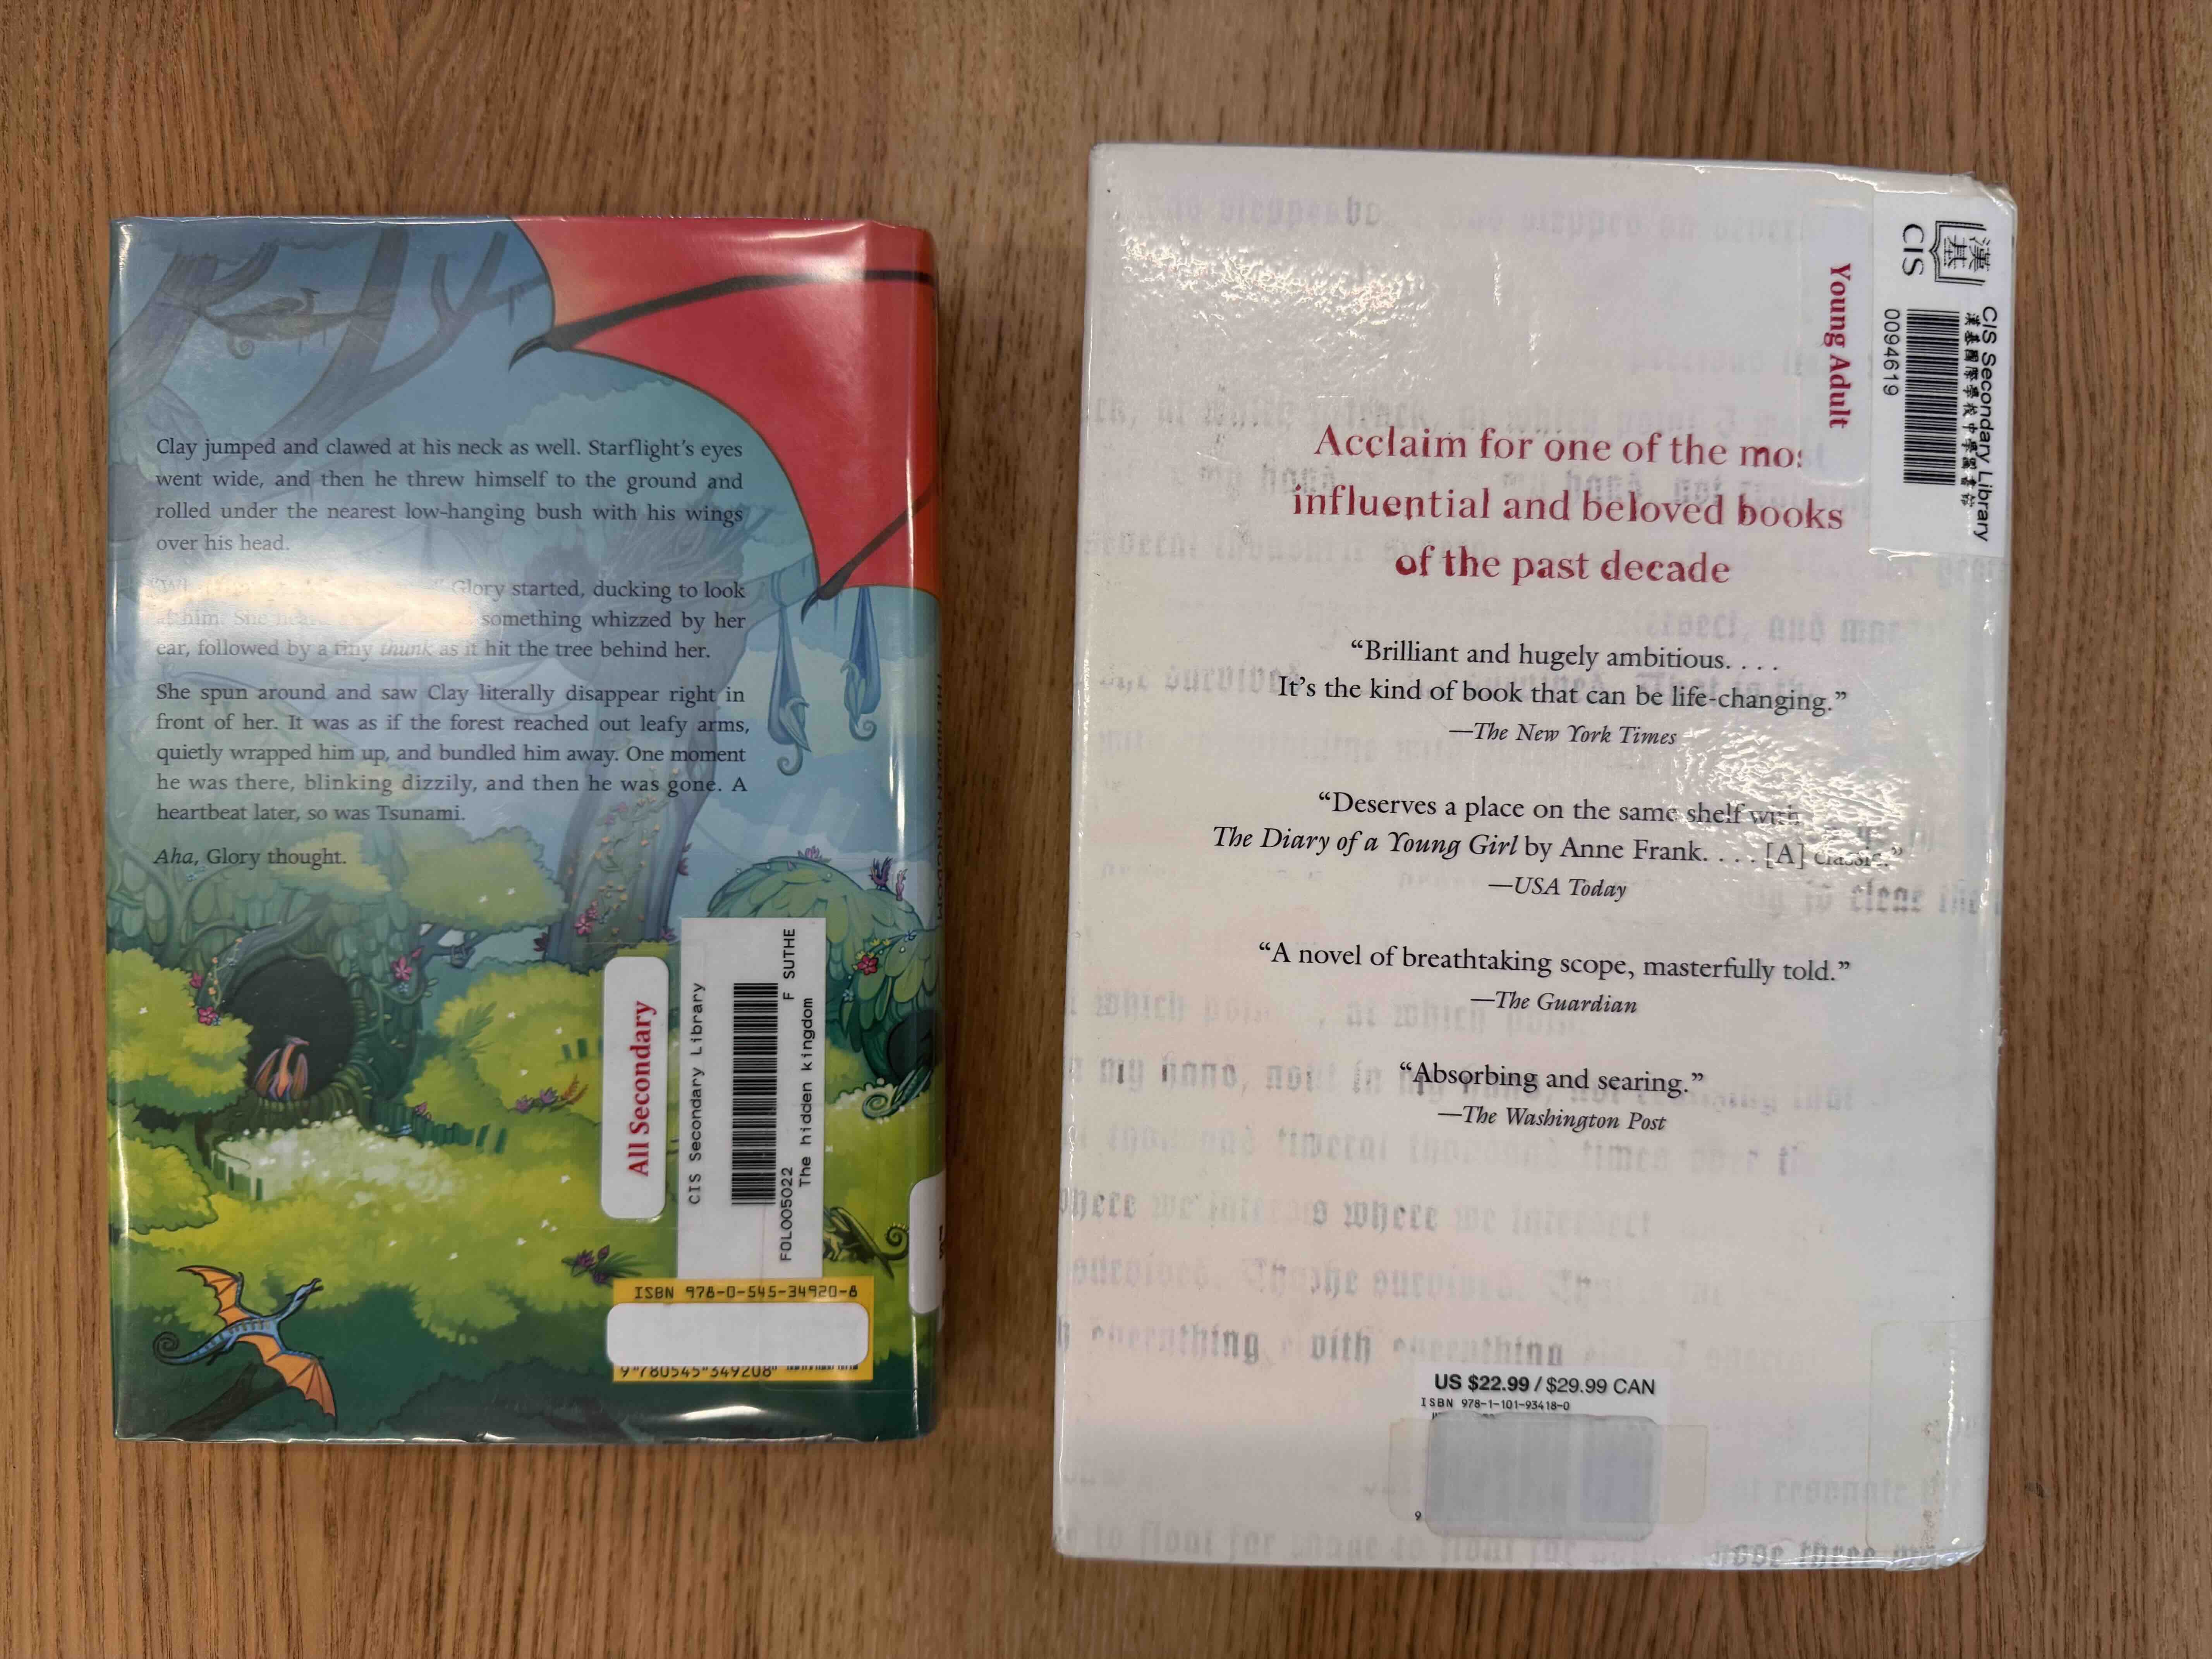 Clay jumped and clawed at his neck as well. Starflight's eyes
went wide, and then he threw himself to the ground and
rolled under the nearest low-hanging bush with his wings
over his head.
Glory started, ducking to look
at him. She heard something whizzed by her
ear, followed by a tiny thunk as it hit the tree behind her.
She spun around and saw Clay literally disappear right in
front of her. It was as if the forest reached out leafy arms,
quietly wrapped him up, and bundled him away. One moment
he was there, blinking dizzily, and then he was gone. A
heartbeat later, so was Tsunami.
Aha, Glory thought.
All Secondary
CIS Secondary Library
FOL005022
F SUTHE
The hidden kingdom
ISBN 978-0-545-34920-8
9 780545 349208
THE HIDDEN KINGDOM
漢基
CIS
CIS Secondary Library
漢基國際學校中學圖書館
0094619
Young Adult
Acclaim for one of the mos
influential and beloved books
of the past decade
“Brilliant and hugely ambitious. . . .
It's the kind of book that can be life-changing.”
—The New York Times
“Deserves a place on the same shelf with
The Diary of a Young Girl by Anne Frank. . . . [A] classic.”
—USA Today
“A novel of breathtaking scope, masterfully told.”
—The Guardian
“Absorbing and searing.”
—The Washington Post
US $22.99 / $29.99 CAN
ISBN 978-1-101-93418-0
9